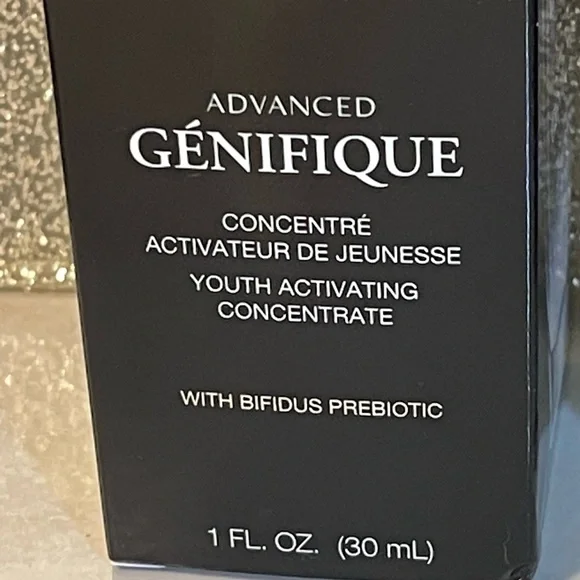 ADVANCED
GÉNIFIQUE
CONCENTRÉ
ACTIVATEUR DE JEUNESSE
YOUTH ACTIVATING
CONCENTRATE
WITH BIFIDUS PREBIOTIC
1 FL. OZ. (30 mL)